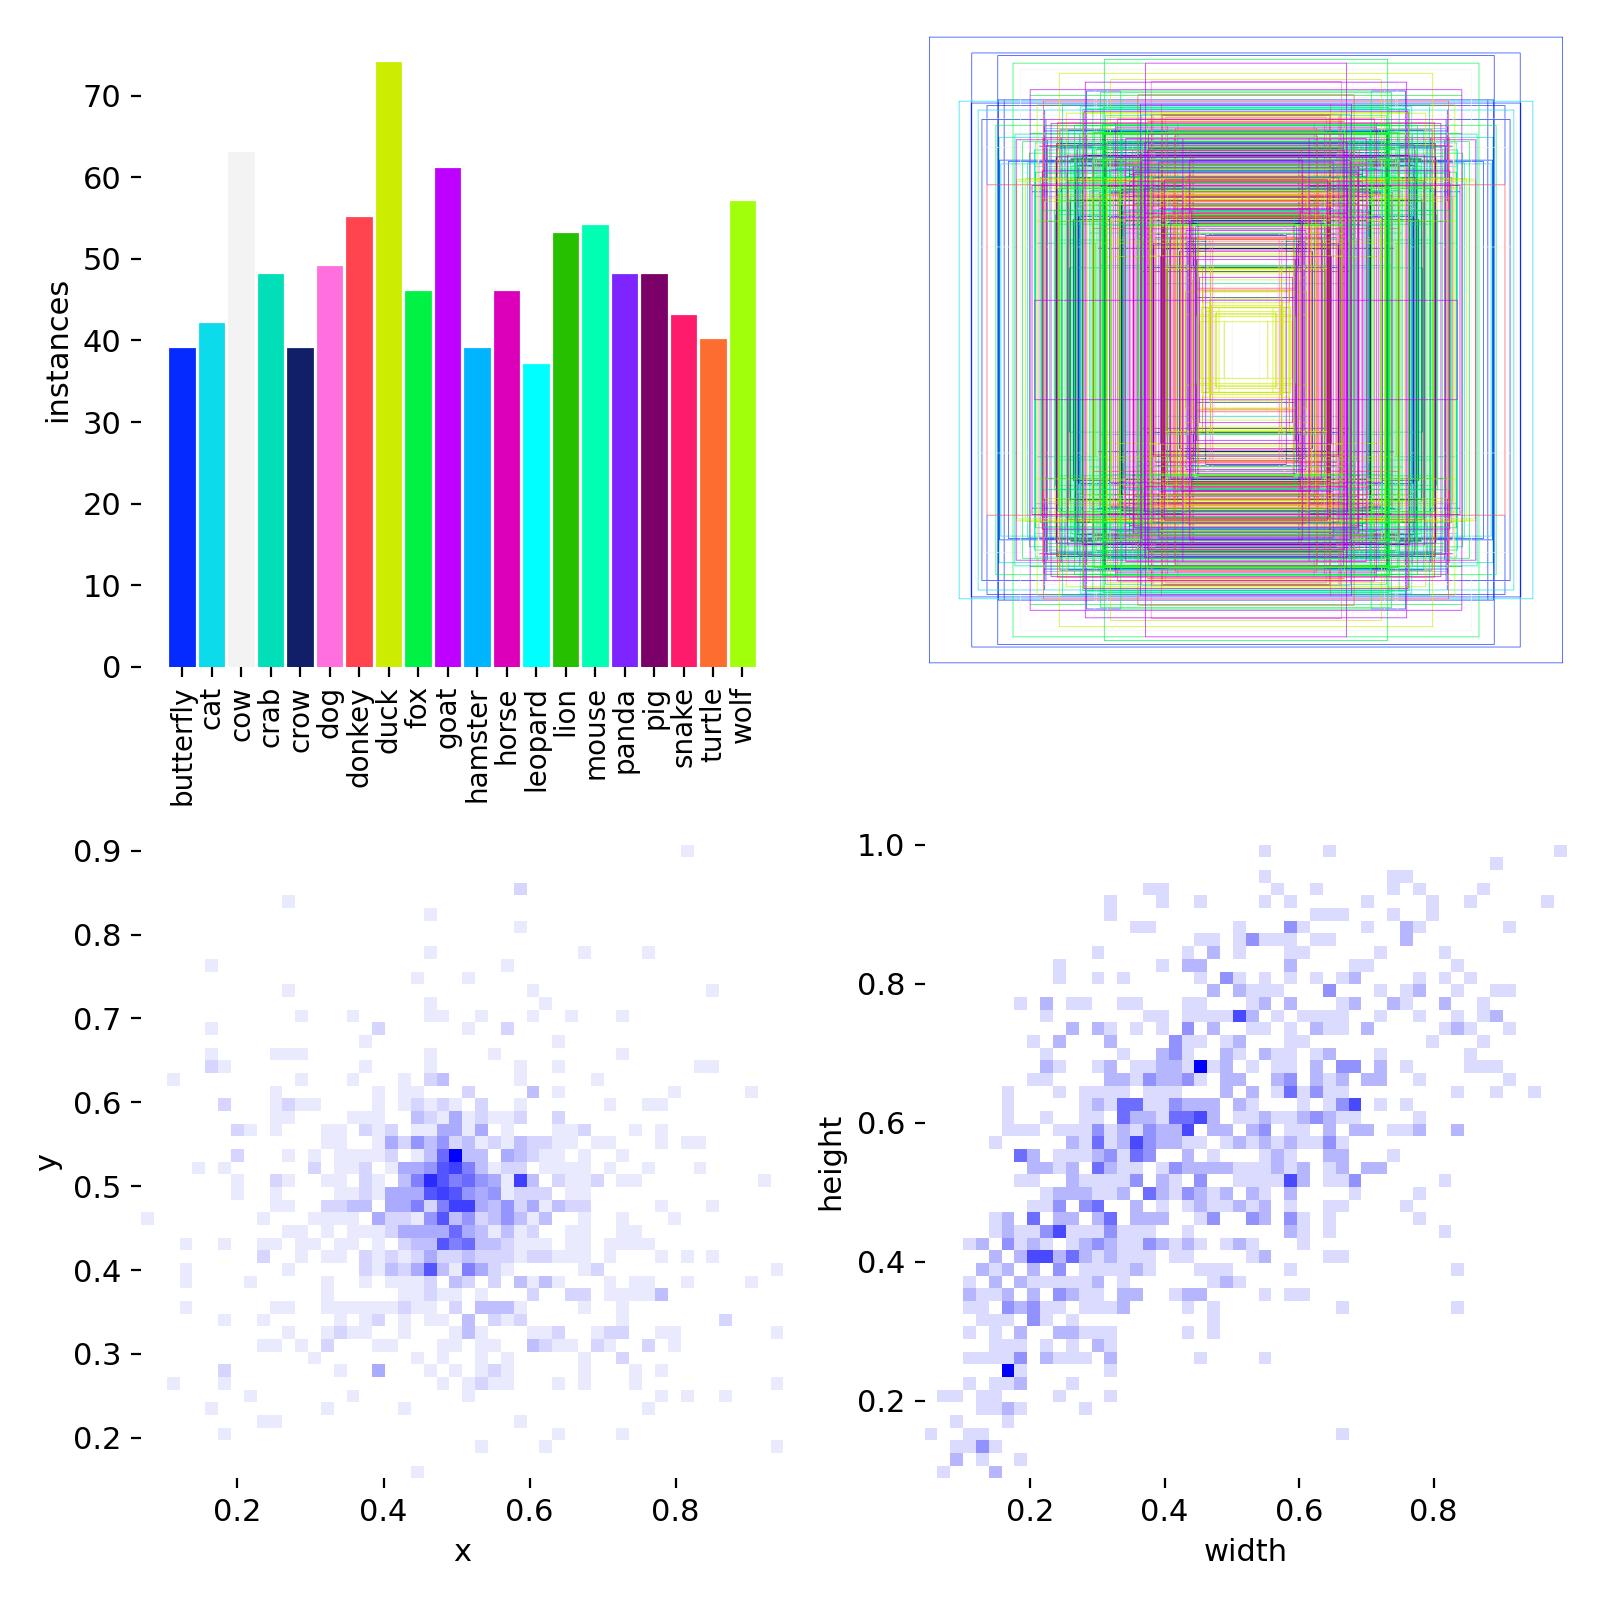 70
60
50
40
30
20
10
0
instances
butterfly
cat
cow
crab
crow
dog
donkey
duck
fox
goat
hamster
horse
leopard
lion
mouse
panda
pig
snake
turtle
wolf
0.9
0.8
0.7
0.6
0.5
0.4
0.3
0.2
y
0.2 0.4 0.6 0.8
x
1.0
0.8
0.6
0.4
0.2
height
0.2 0.4 0.6 0.8
width